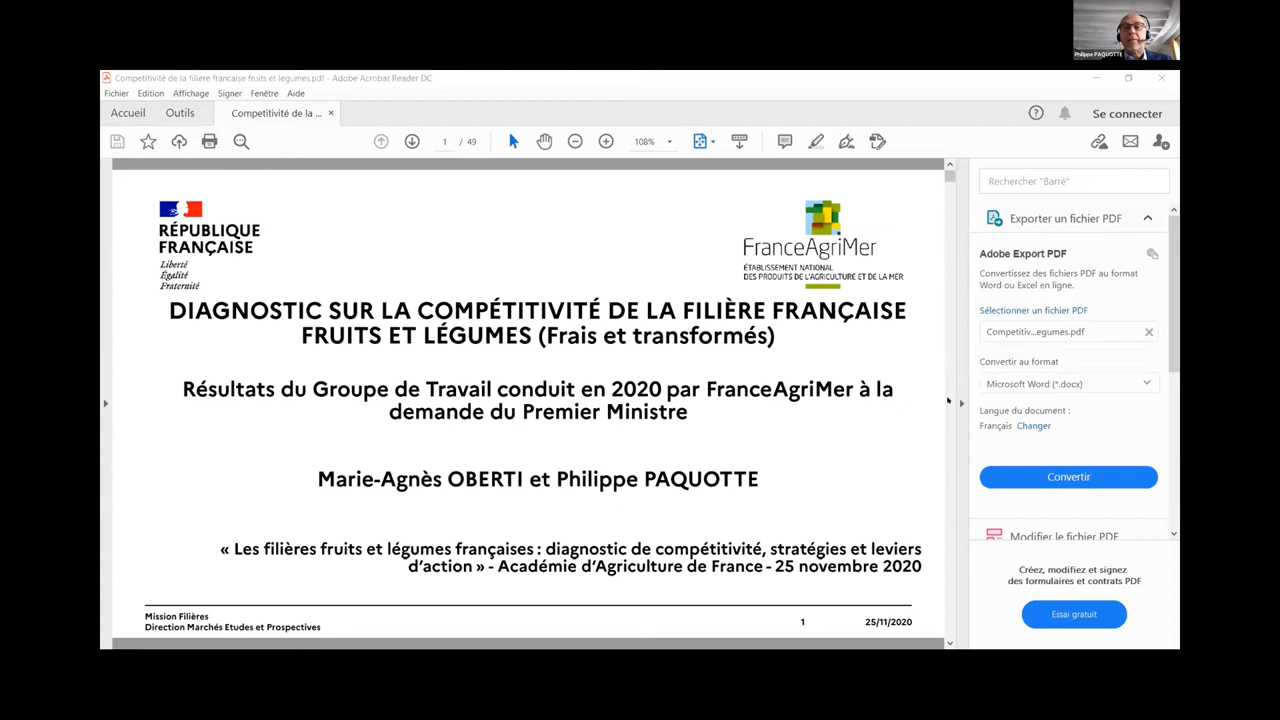 Philippe PAQUOTTE
Competitivité de la filiere francaise fruits et legumes.pdf - Adobe Acrobat Reader DC
Fichier Edition Affichage Signer Fenêtre Aide
Accueil Outils Competitivité de la ... × Se connecter
1 / 49 108%
Rechercher "Barré"
RÉPUBLIQUE
FRANÇAISE
Liberté
Égalité
Fraternité
FranceAgriMer
ÉTABLISSEMENT NATIONAL
DES PRODUITS DE L'AGRICULTURE ET DE LA MER
DIAGNOSTIC SUR LA COMPÉTITIVITÉ DE LA FILIÈRE FRANÇAISE
FRUITS ET LÉGUMES (Frais et transformés)
Résultats du Groupe de Travail conduit en 2020 par FranceAgriMer à la
demande du Premier Ministre
Marie-Agnès OBERTI et Philippe PAQUOTTE
« Les filières fruits et légumes françaises : diagnostic de compétitivité, stratégies et leviers
d'action » - Académie d'Agriculture de France - 25 novembre 2020
Mission Filières
Direction Marchés Etudes et Prospectives
1 25/11/2020
Exporter un fichier PDF
Adobe Export PDF
Convertissez des fichiers PDF au format
Word ou Excel en ligne.
Sélectionner un fichier PDF
Competitiv...egumes.pdf
Convertir au format
Microsoft Word (*.docx)
Langue du document :
Français Changer
Convertir
Modifier le fichier PDF
Créez, modifiez et signez
des formulaires et contrats PDF
Essai gratuit